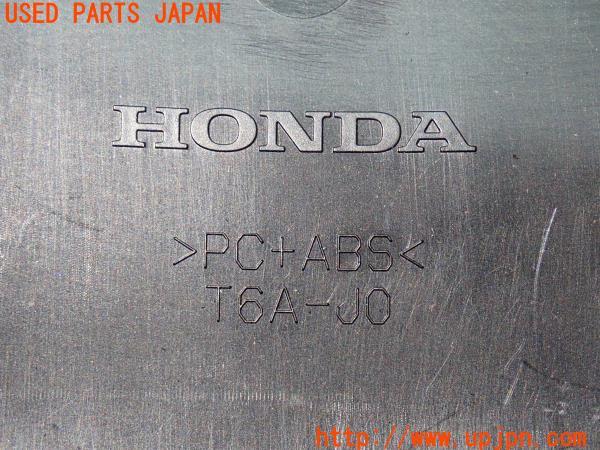 USED PARTS JAPAN
HONDA
>PC+ABS<
T6A-J0
http://www.upjpn.com